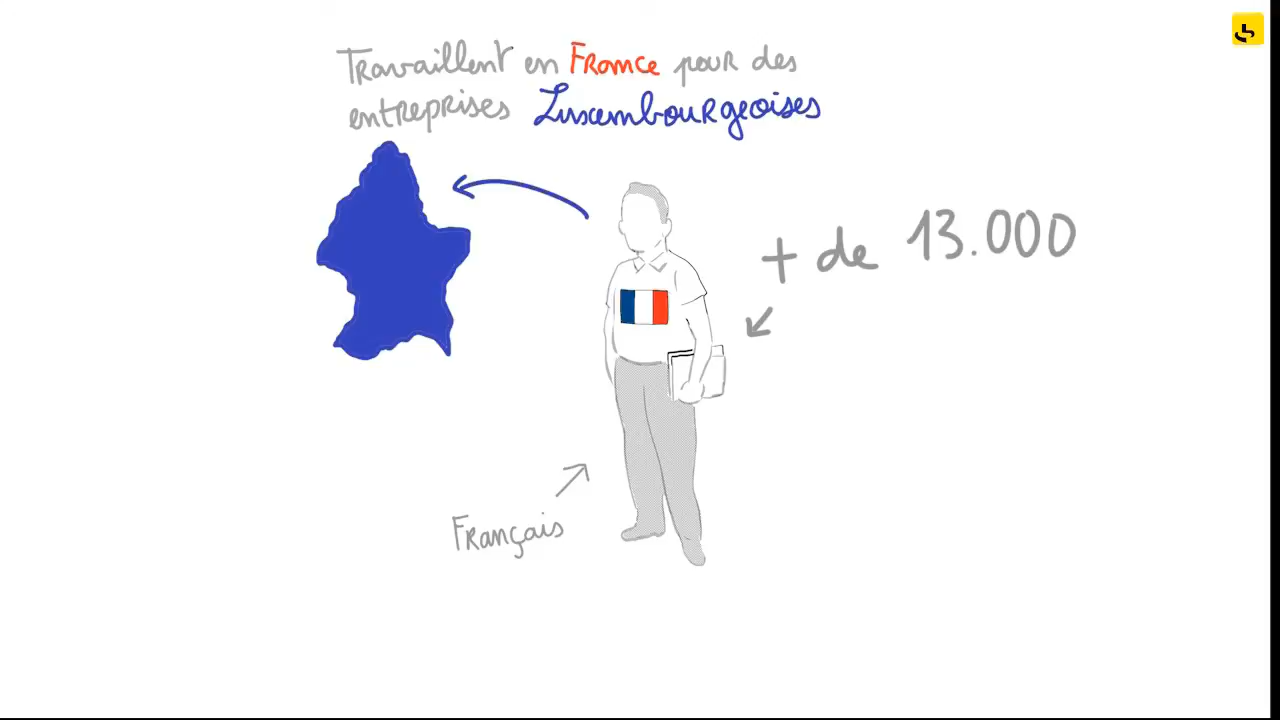 Travaillent en France pour des
entreprises Luxembourgeoises
+ de 13.000
Français